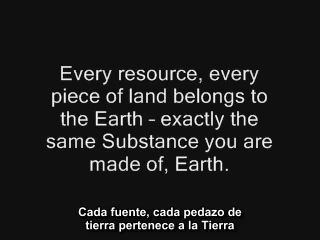 Every resource, every
piece of land belongs to
the Earth - exactly the
same Substance you are
made of, Earth.
Cada fuente, cada pedazo de
tierra pertenece a la Tierra